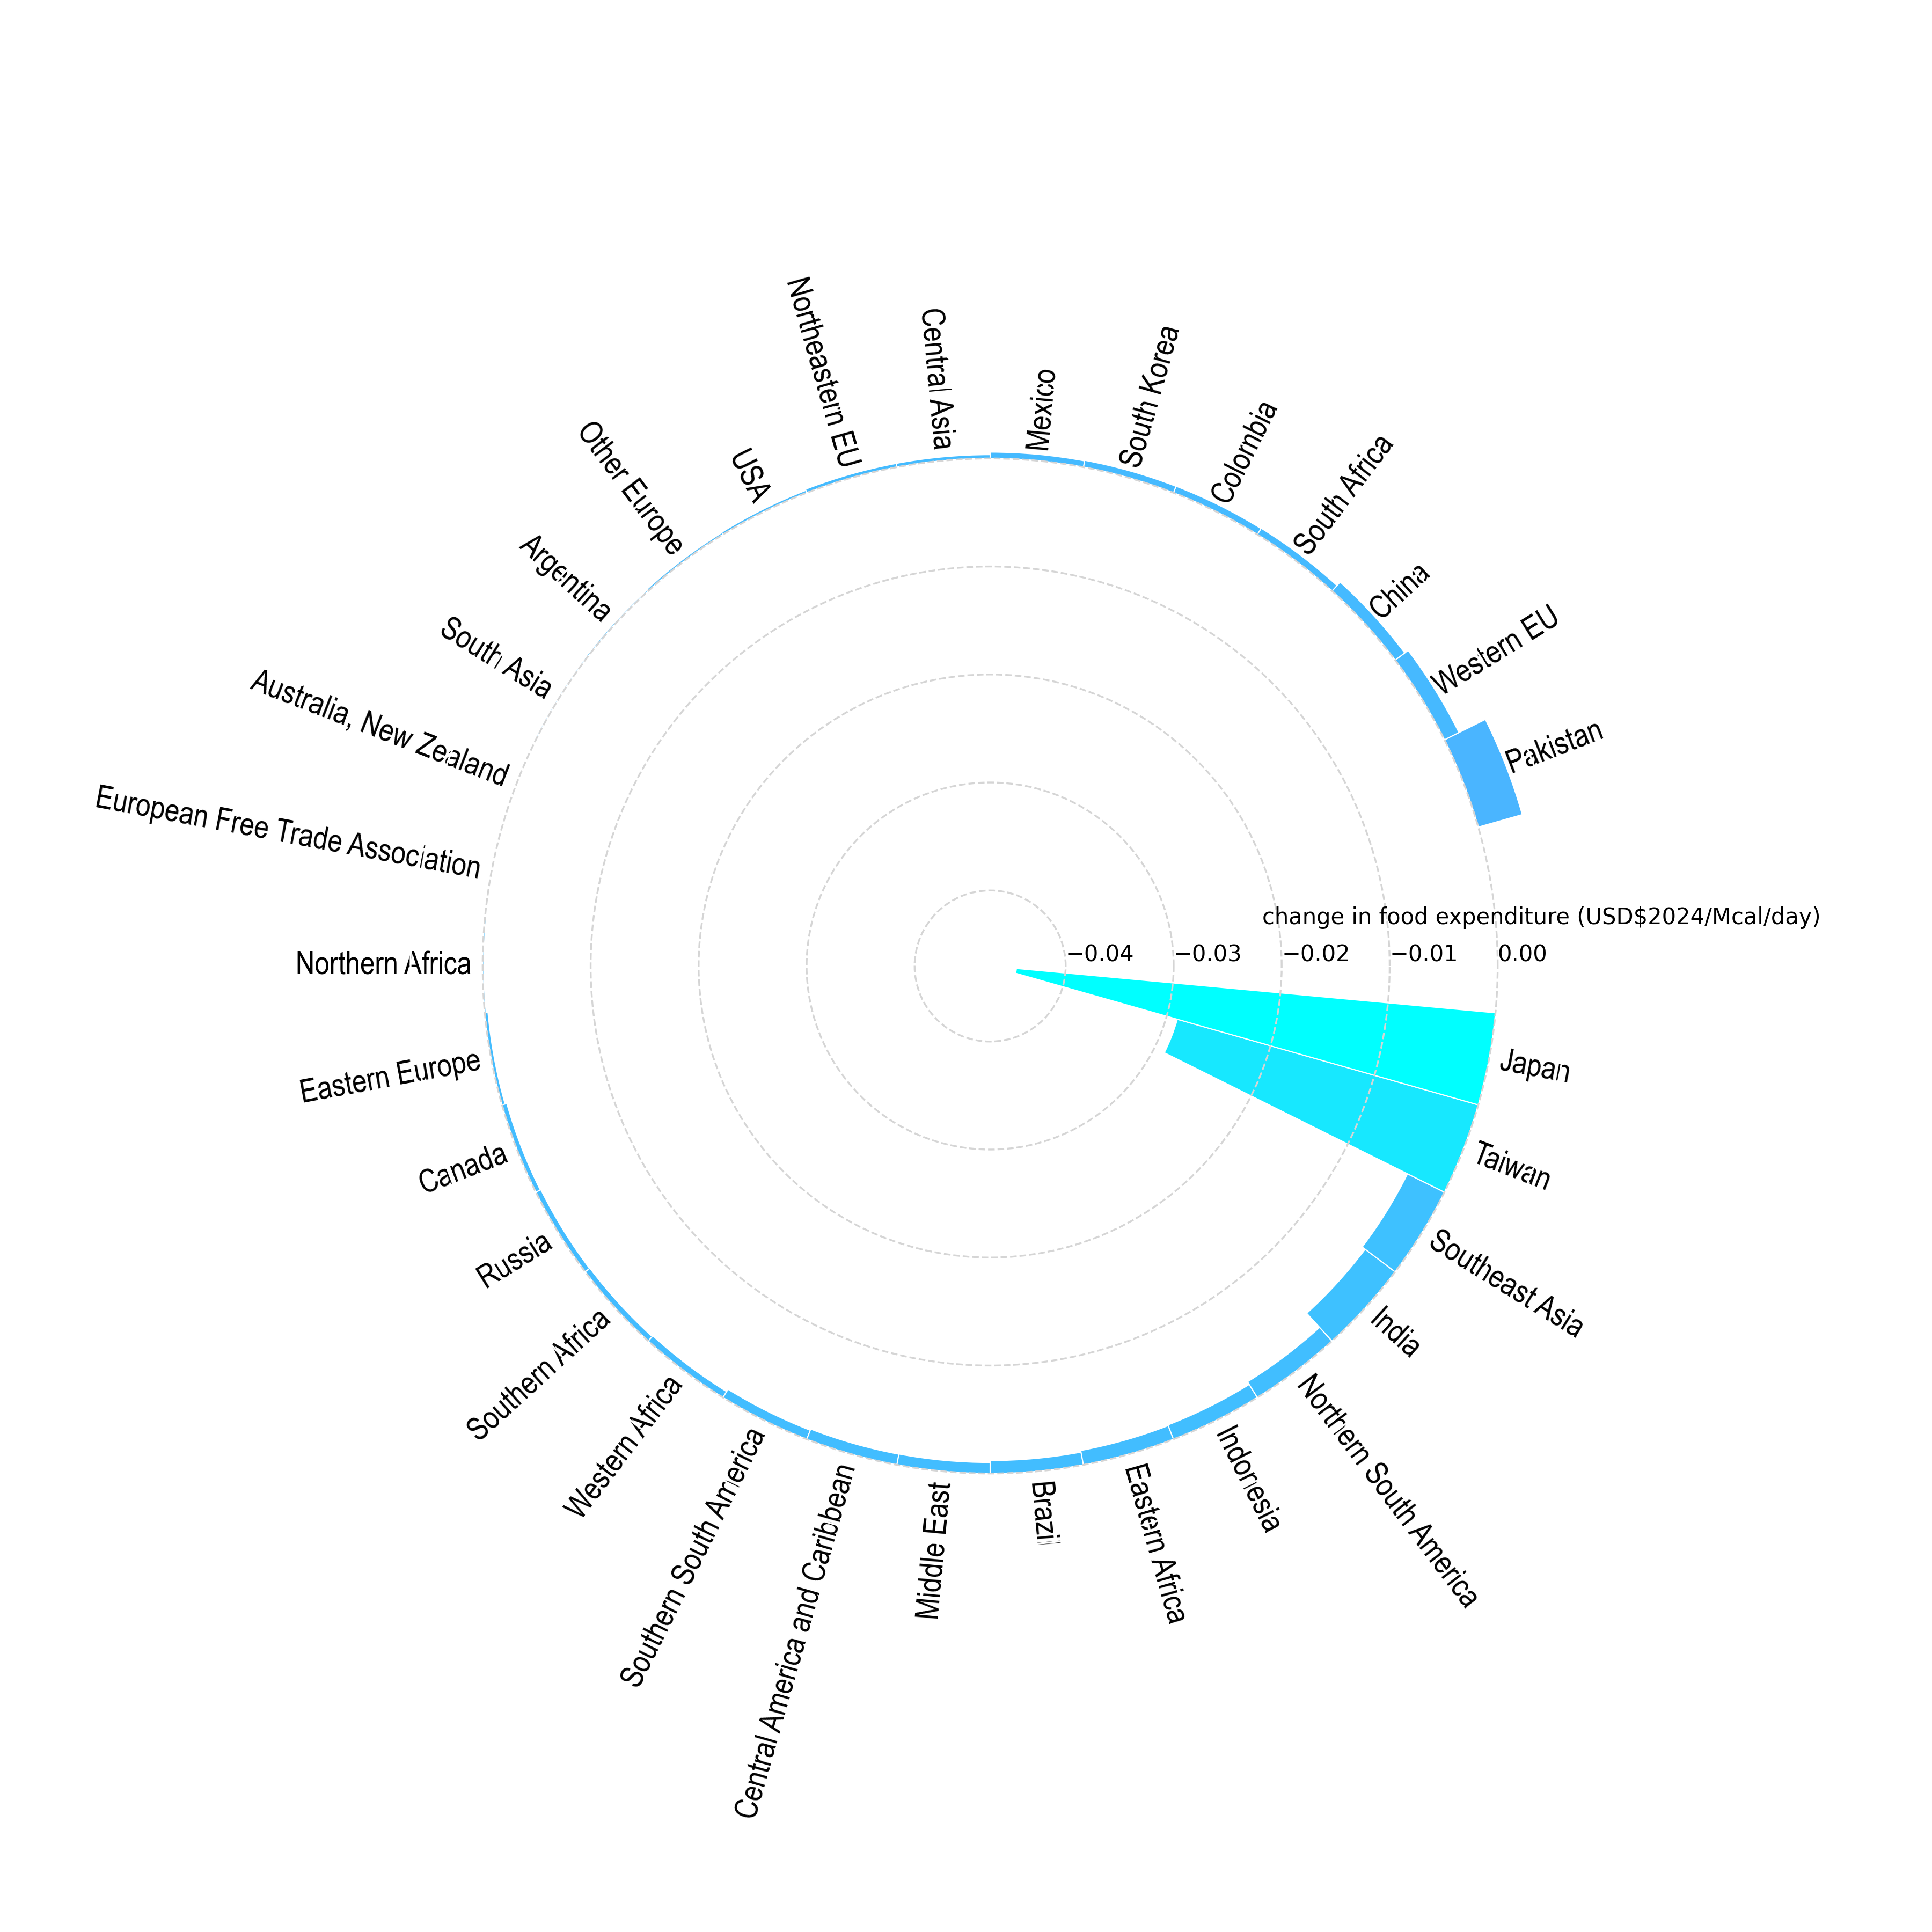 Central Asia
Mexico
Northeastern EU
South Korea
Colombia
USA
South Africa
Other Europe
China
Argentina
Western EU
South Asia
Pakistan
Australia, New Zealand
European Free Trade Association
change in food expenditure (USD$2024/Mcal/day)
−0.04 −0.03 −0.02 −0.01 0.00
Northern Africa
Japan
Eastern Europe
Taiwan
Canada
Southeast Asia
Russia
India
Southern Africa
Northern South America
Western Africa
Indonesia
Southern South America
Eastern Africa
Central America and Caribbean
Middle East
Brazil